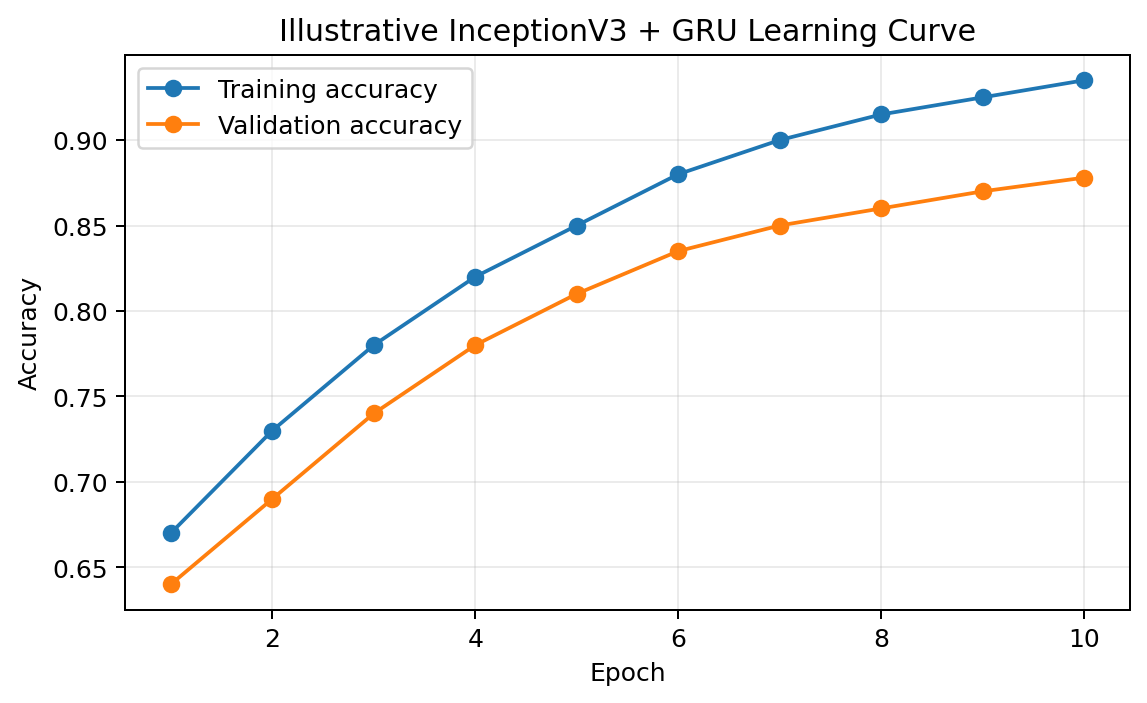 Illustrative InceptionV3 + GRU Learning Curve
Training accuracy
Validation accuracy
0.90
0.85
0.80
0.75
0.70
0.65
Accuracy
2 4 6 8 10
Epoch